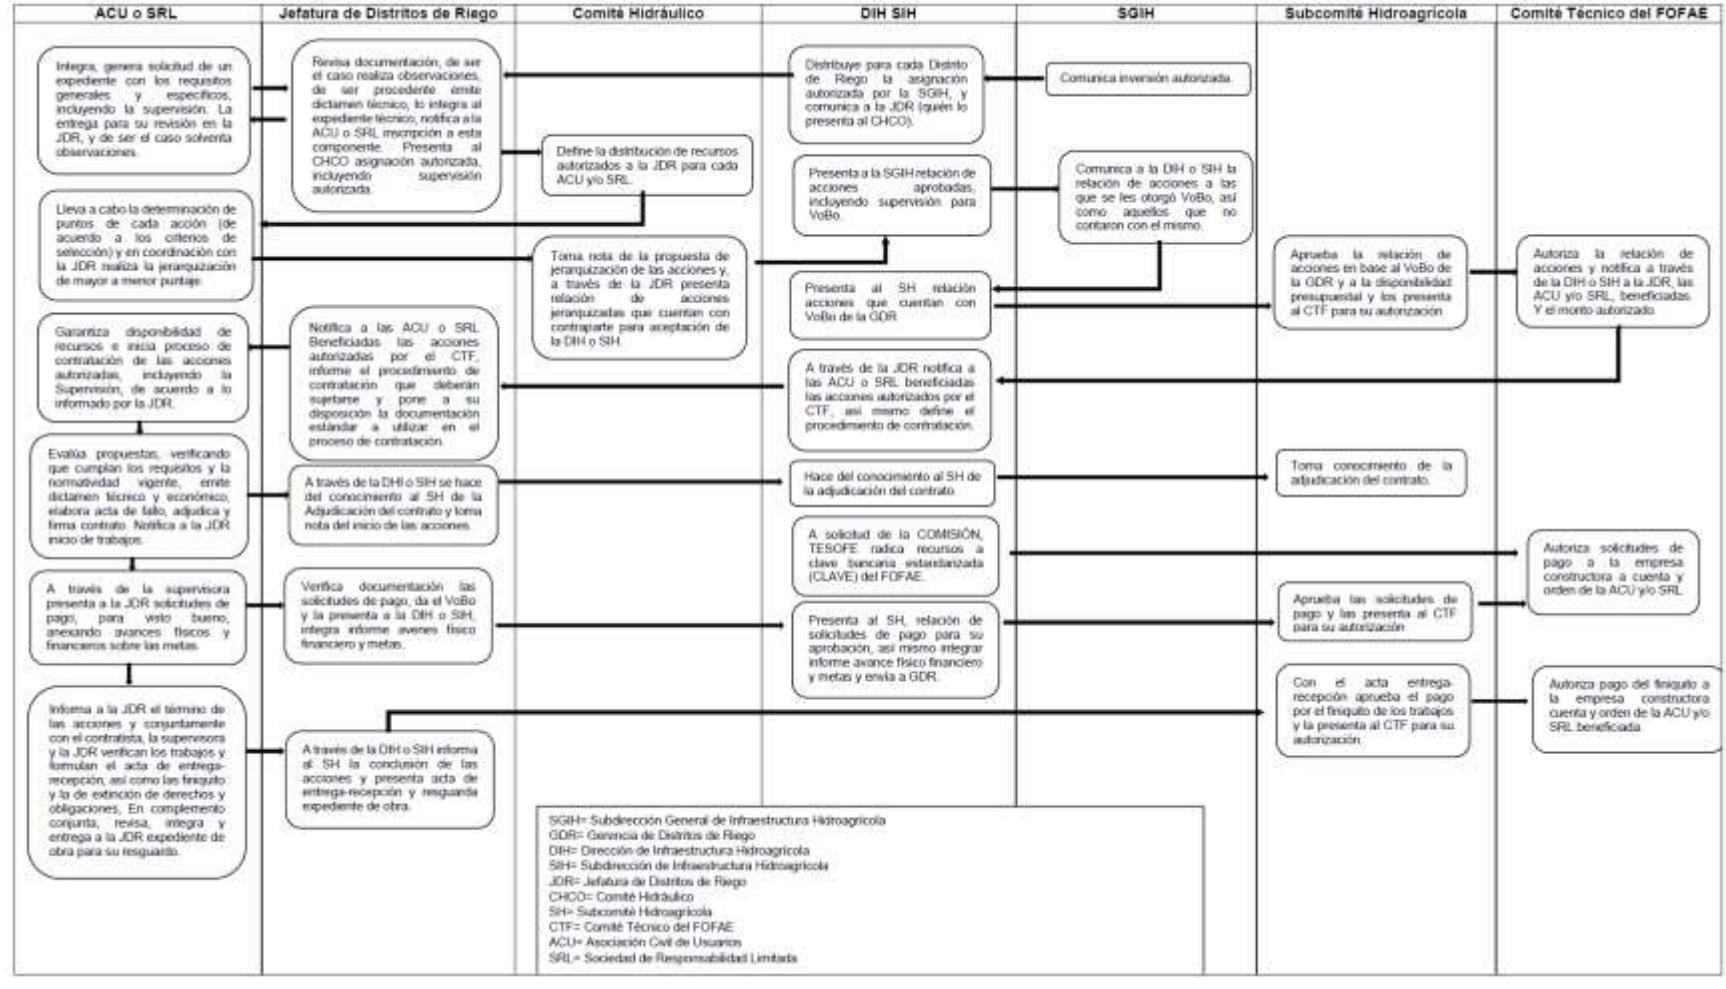 ACU o SRL
Jefatura de Distritos de Riego
Comité Hidráulico
DIH SIH
SGIH
Subcomité Hidroagrícola
Comité Técnico del FOFAE
Integra, genera solicitud de un
expediente con los requisitos
generales y específicos,
incluyendo la supervisión. La
entrega para su revisión en la
JDR, y de ser el caso solventa
observaciones.
Lleva a cabo la determinación de
puntos de cada acción (de
acuerdo a los criterios de
selección) y en coordinación con
la JDR realiza la jerarquización
de mayor a menor puntaje.
Garantiza disponibilidad de
recursos e inicia proceso de
contratación de las acciones
autorizadas, incluyendo la
Supervisión, de acuerdo a lo
informado por la JDR.
Evalúa propuestas, verificando
que cumplan los requisitos y la
normatividad vigente, emite
dictamen técnico y económico,
elabora acta de fallo, adjudica y
firma contrato. Notifica a la JDR
inicio de trabajos.
A través de la supervisora
presenta a la JDR solicitudes de
pago, para visto bueno,
anexando avances físicos y
financieros sobre las metas.
Informa a la JDR el término de
las acciones y conjuntamente
con el contratista, la supervisora
y la JDR verifican los trabajos y
formulan el acta de entrega-
recepción, así como las finiquito
y la de extinción de derechos y
obligaciones, En complemento
conjunta, revisa, integra y
entrega a la JDR expediente de
obra para su resguardo.
Revisa documentación, de ser
el caso realiza observaciones,
de ser procedente emite
dictamen técnico, lo integra al
expediente técnico, notifica a la
ACU o SRL inscripción a esta
componente. Presenta al
CHCO asignación autorizada,
incluyendo supervisión
autorizada
Notifica a las ACU o SRL
Beneficiadas las acciones
autorizadas por el CTF,
informe el procedimiento de
contratación que deberán
sujetarse y pone a su
disposición la documentación
estándar a utilizar en el
proceso de contratación.
A través de la DHI o SIH se hace
del conocimiento al SH de la
Adjudicación del contrato y toma
nota del inicio de las acciones.
Verifica documentación las
solicitudes de pago, da el VoBo
y la presenta a la DIH o SIH,
integra informe avenes físico
financiero y metas.
A través de la DIH o SIH informa
al SH la conclusión de las
acciones y presenta acta de
entrega-recepción y resguarda
expediente de obra.
Define la distribución de recursos
autorizados a la JDR para cada
ACU y/o SRL.
Toma nota de la propuesta de
jerarquización de las acciones y,
a través de la JDR presenta
relación de acciones
jerarquizadas que cuentan con
contraparte para aceptación de
la DIH o SIH.
Distribuye para cada Distrito
de Riego la asignación
autorizada por la SGIH, y
comunica a la JDR (quién lo
presenta al CHCO).
Presenta a la SGIH relación de
acciones aprobadas,
incluyendo supervisión para
VoBo.
Presenta al SH relación
acciones que cuentan con
VoBo de la GDR
A través de la JDR notifica a
las ACU o SRL beneficiadas
las acciones autorizados por el
CTF, así mismo define el
procedimiento de contratación.
Hace del conocimiento al SH de
la adjudicación del contrato.
A solicitud de la COMISIÓN,
TESOFE radica recursos a
clave bancaria estandarizada
(CLAVE) del FOFAE.
Presenta al SH, relación de
solicitudes de pago para su
aprobación, así mismo integrar
informe avance físico financiero
y metas y envía a GDR.
Comunica inversión autorizada.
Comunica a la DIH o SIH la
relación de acciones a las
que se les otorgó VoBo, así
como aquellos que no
contaron con el mismo.
Aprueba la relación de
acciones en base al VoBo de
la GDR y a la disponibilidad
presupuestal y los presenta
al CTF para su autorización
Toma conocimiento de la
adjudicación del contrato.
Aprueba las solicitudes de
pago y las presenta al CTF
para su autorización
Con el acta entrega-
recepción aprueba el pago
por el finiquito de los trabajos
y la presenta al CTF para su
autorización
Autoriza la relación de
acciones y notifica a través
de la DIH o SIH a la JDR, las
ACU y/o SRL, beneficiadas.
Y el monto autorizado.
Autoriza solicitudes de
pago a la empresa
constructora a cuenta y
orden de la ACU y/o SRL
Autoriza pago del finiquito a
la empresa constructora
cuenta y orden de la ACU y/o
SRL beneficiada
SGIH= Subdirección General de Infraestructura Hidroagrícola
GDR= Gerencia de Distritos de Riego
DIH= Dirección de Infraestructura Hidroagrícola
SIH= Subdirección de Infraestructura Hidroagrícola
JDR= Jefatura de Distritos de Riego
CHCO= Comité Hidráulico
SH= Subcomité Hidroagrícola
CTF= Comité Técnico del FOFAE
ACU= Asociación Civil de Usuarios
SRL= Sociedad de Responsabilidad Limitada